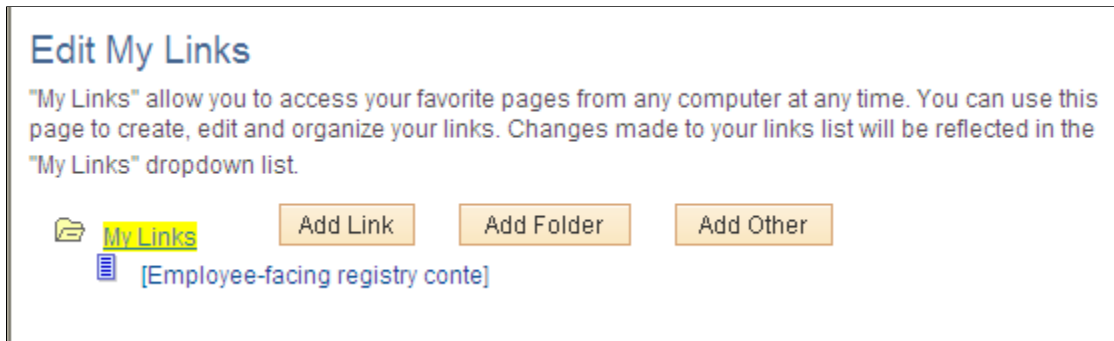 Edit My Links
"My Links" allow you to access your favorite pages from any computer at any time. You can use this
page to create, edit and organize your links. Changes made to your links list will be reflected in the
"My Links" dropdown list.
My Links Add Link Add Folder Add Other
[Employee-facing registry conte]